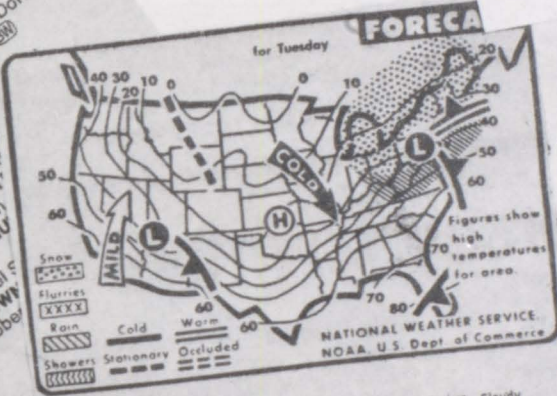 FORECA
for Tuesday
40 30
20
10
0
0
10
20
30
40
50
60
50
60
COLD
L
H
L
MILD
Figures show
high
temperatures
for area.
70
70
80
60
60
Snow
Flurries
XXXX
Rain
Showers
Cold
Warm
Stationary
Occluded
NATIONAL WEATHER SERVICE,
NOAA, U.S. Dept. of Commerce
Cloudy